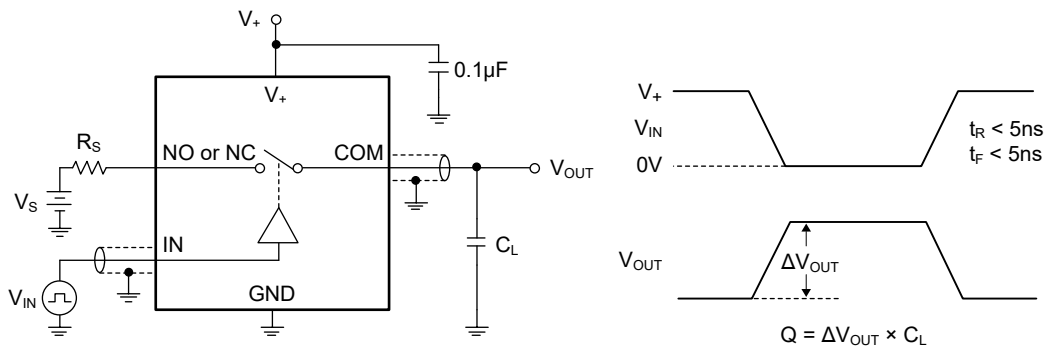 V+
0.1µF
V+
RS
NO or NC
COM
VOUT
VS
IN
CL
VIN
GND
V+
VIN
0V
tR < 5ns
tF < 5ns
VOUT
ΔVOUT
Q = ΔVOUT × CL